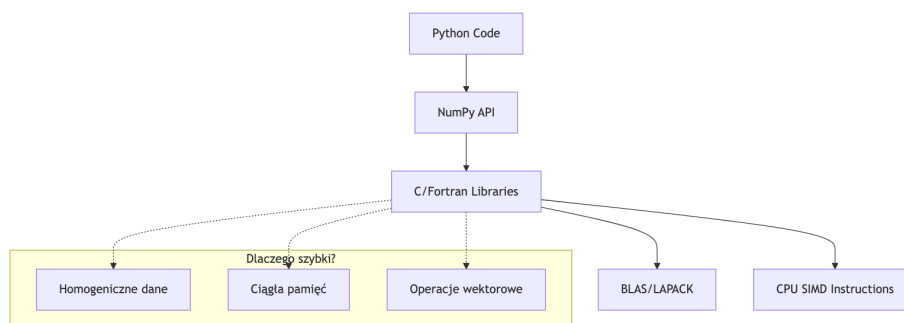 Python Code
NumPy API
C/Fortran Libraries
Dlaczego szybki?
Homogeniczne dane
Ciągła pamięć
Operacje wektorowe
BLAS/LAPACK
CPU SIMD Instructions